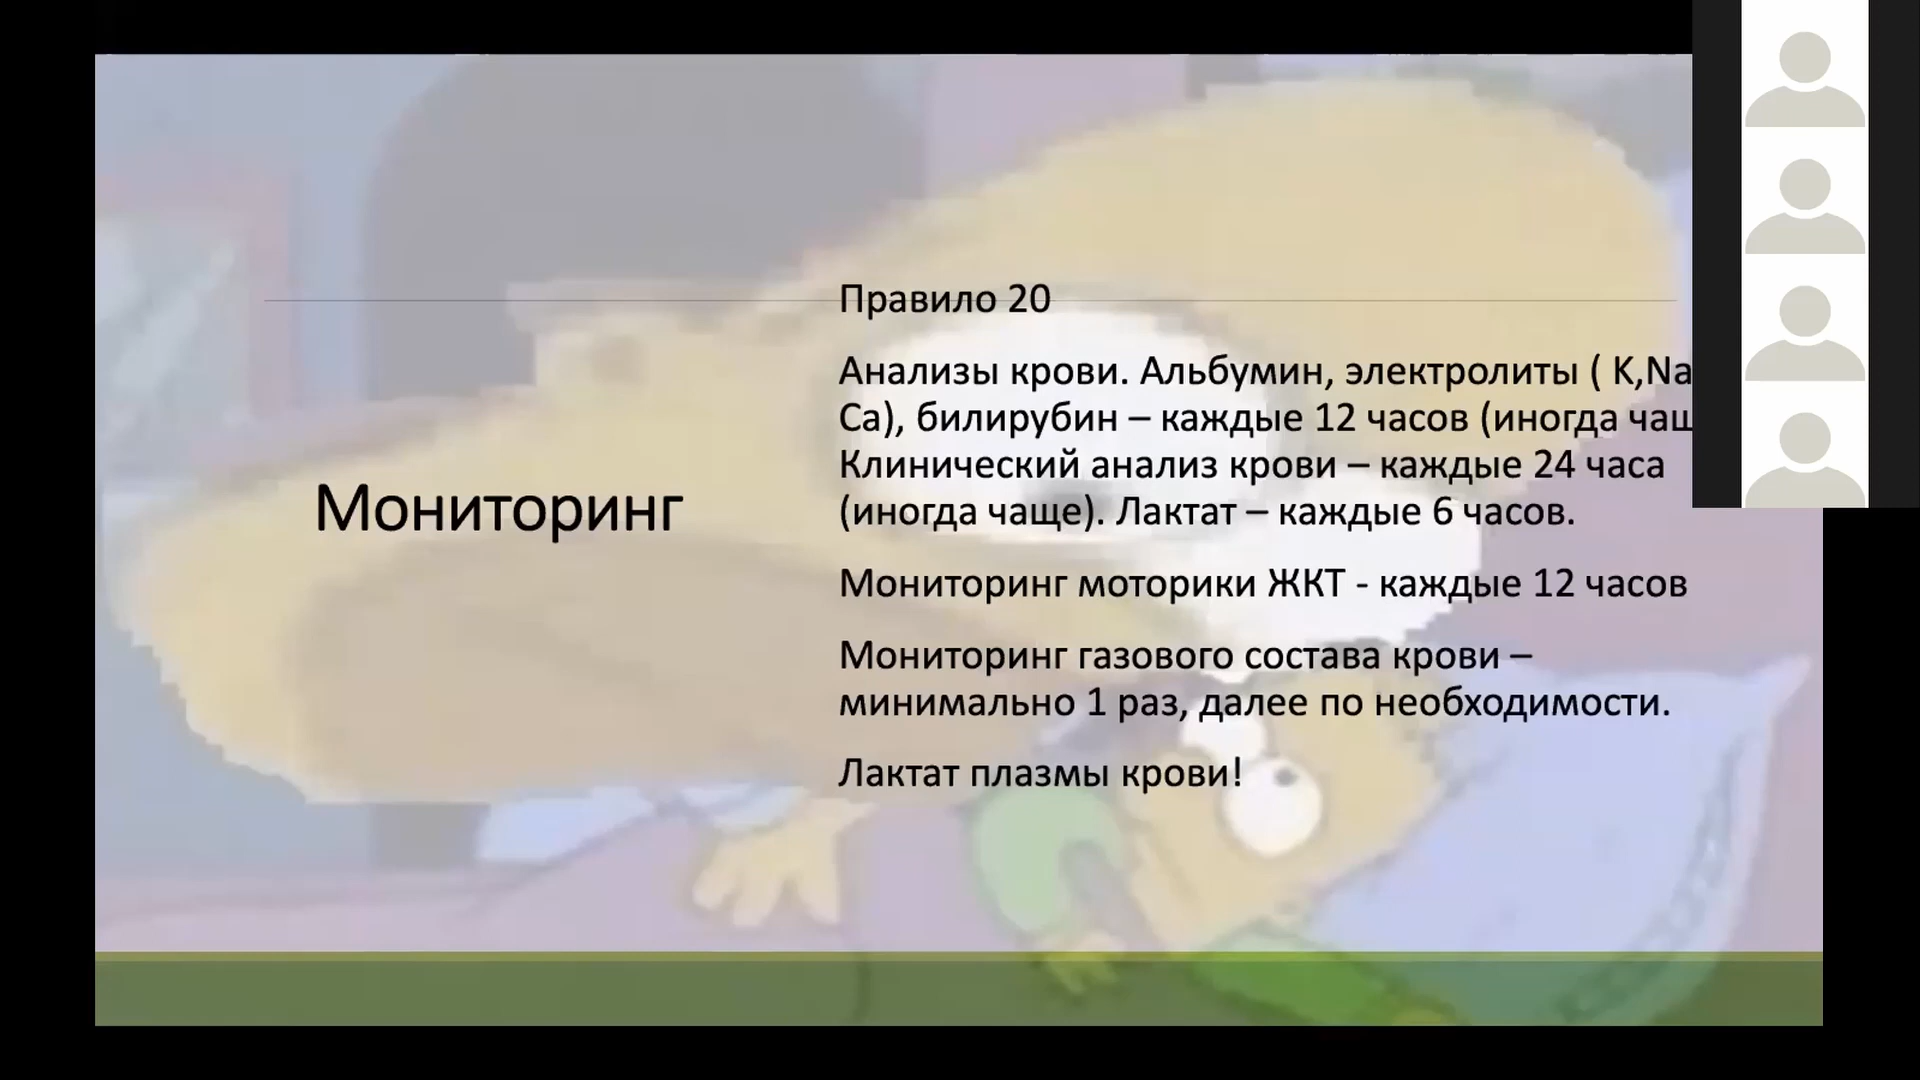 Мониторинг
Правило 20
Анализы крови. Альбумин, электролиты ( K,Na
Ca), билирубин – каждые 12 часов (иногда
Клинический анализ крови – каждые 24 часа
(иногда чаще). Лактат – каждые 6 часов.
Мониторинг моторики ЖКТ - каждые 12 часов
Мониторинг газового состава крови –
минимально 1 раз, далее по необходимости.
Лактат плазмы крови!